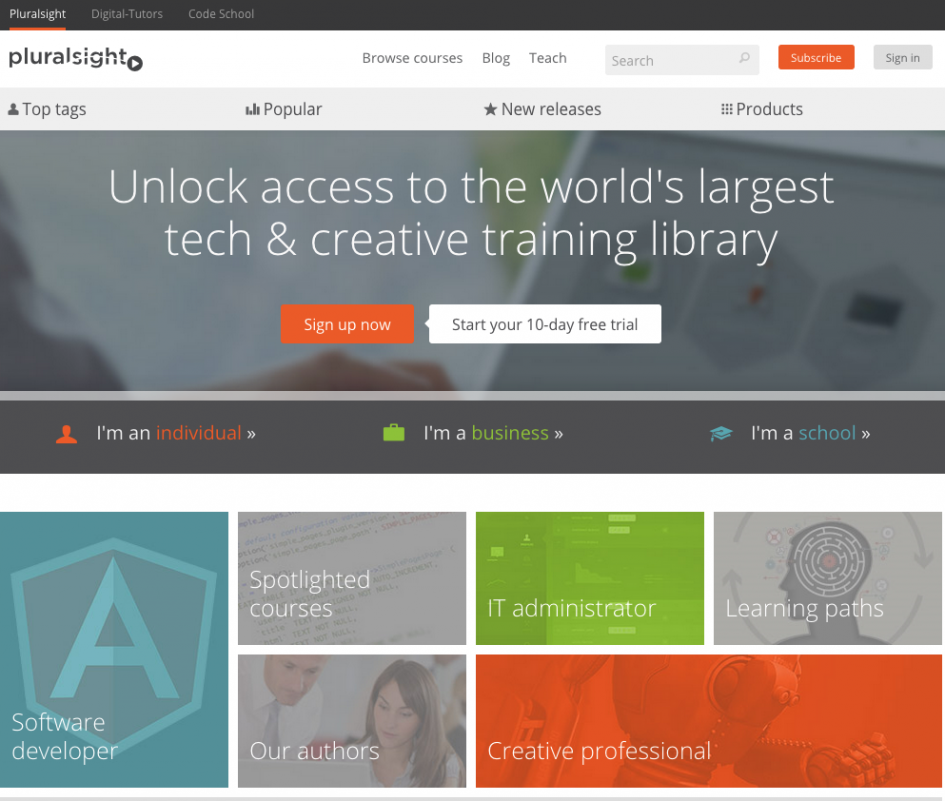 Pluralsight Digital-Tutors Code School
pluralsight
Browse courses Blog Teach Search Subscribe Sign in
Top tags Popular New releases Products
Unlock access to the world's largest
tech & creative training library
Sign up now Start your 10-day free trial
I'm an individual » I'm a business » I'm a school »
Spotlighted
courses
IT administrator
Learning paths
Software
developer
Our authors
Creative professional